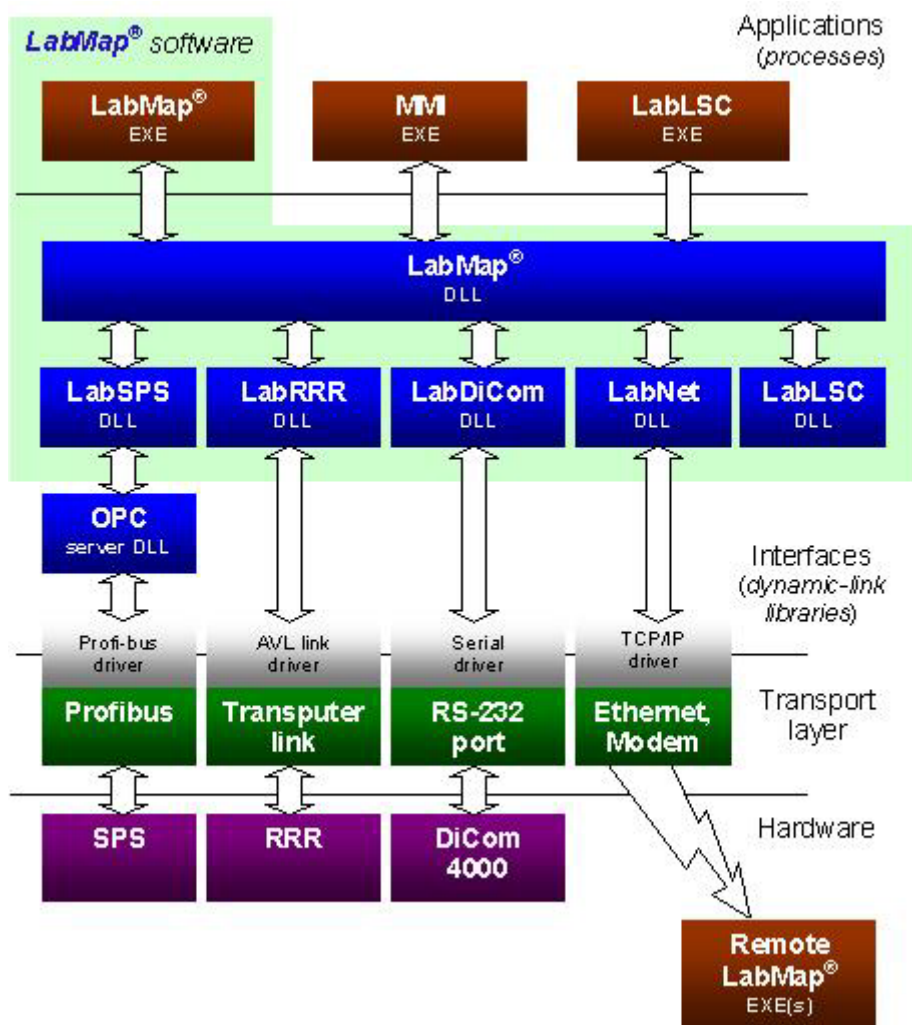 LabMap® software
Applications
(processes)
LabMap®
EXE
MMI
EXE
LabLSC
EXE
LabMap®
DLL
LabSPS
DLL
LabRRR
DLL
LabDiCom
DLL
LabNet
DLL
LabLSC
DLL
OPC
server DLL
Interfaces
(dynamic-link
libraries)
Profi-bus
driver
AVL link
driver
Serial
driver
TCP/IP
driver
Profibus
Transputer
link
RS-232
port
Ethernet,
Modem
Transport
layer
SPS
RRR
DiCom
4000
Hardware
Remote
LabMap®
EXE(s)